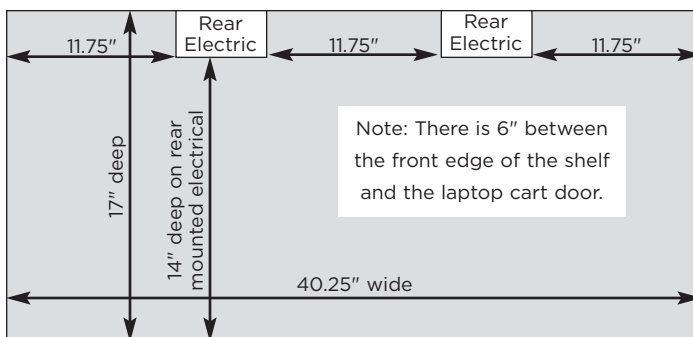 Rear
Electric
Rear
Electric
11.75"
11.75"
11.75"
17" deep
14" deep on rear
mounted electrical
Note: There is 6" between
the front edge of the shelf
and the laptop cart door.
40.25" wide